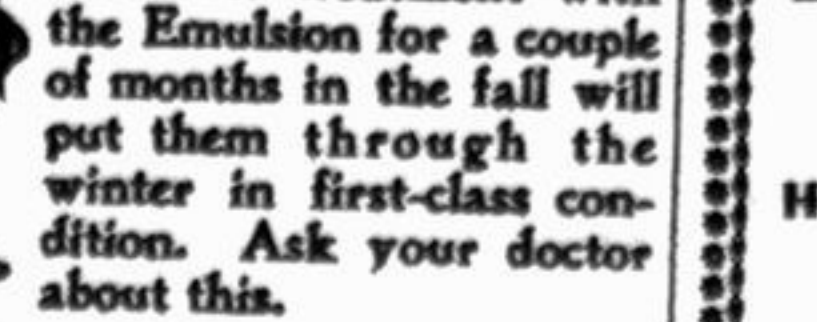 the Emulsion for a couple
of months in the fall will
put them through the
winter in first-class con-
dition. Ask your doctor
about this.
H